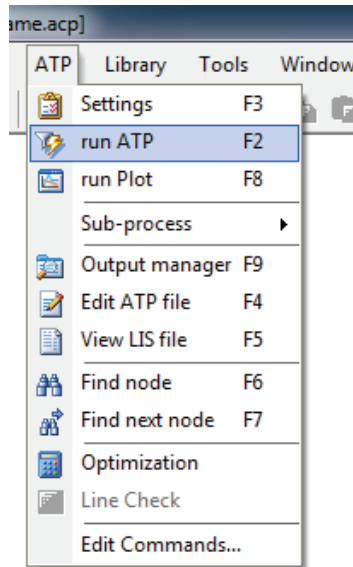 ame.acp]
ATP Library Tools Window
Settings F3
run ATP F2
run Plot F8
Sub-process
Output manager F9
Edit ATP file F4
View LIS file F5
Find node F6
Find next node F7
Optimization
Line Check
Edit Commands...